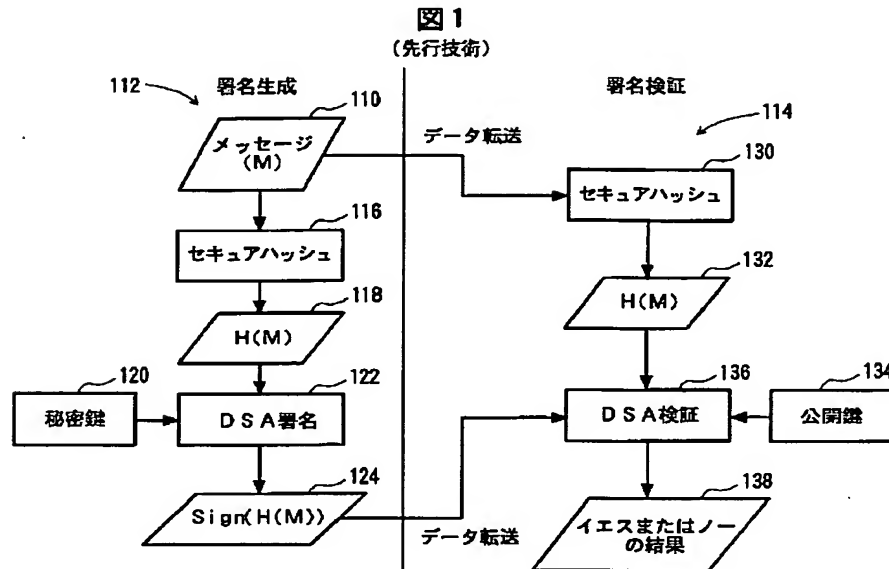 図1
(先行技術)
112
署名生成
110
メッセージ
(M)
116
セキュアハッシュ
118
H(M)
120
秘密鍵
122
DSA署名
124
Sign(H(M))
データ転送
データ転送
署名検証
114
130
セキュアハッシュ
132
H(M)
136
DSA検証
134
公開鍵
138
イエスまたはノー
の結果